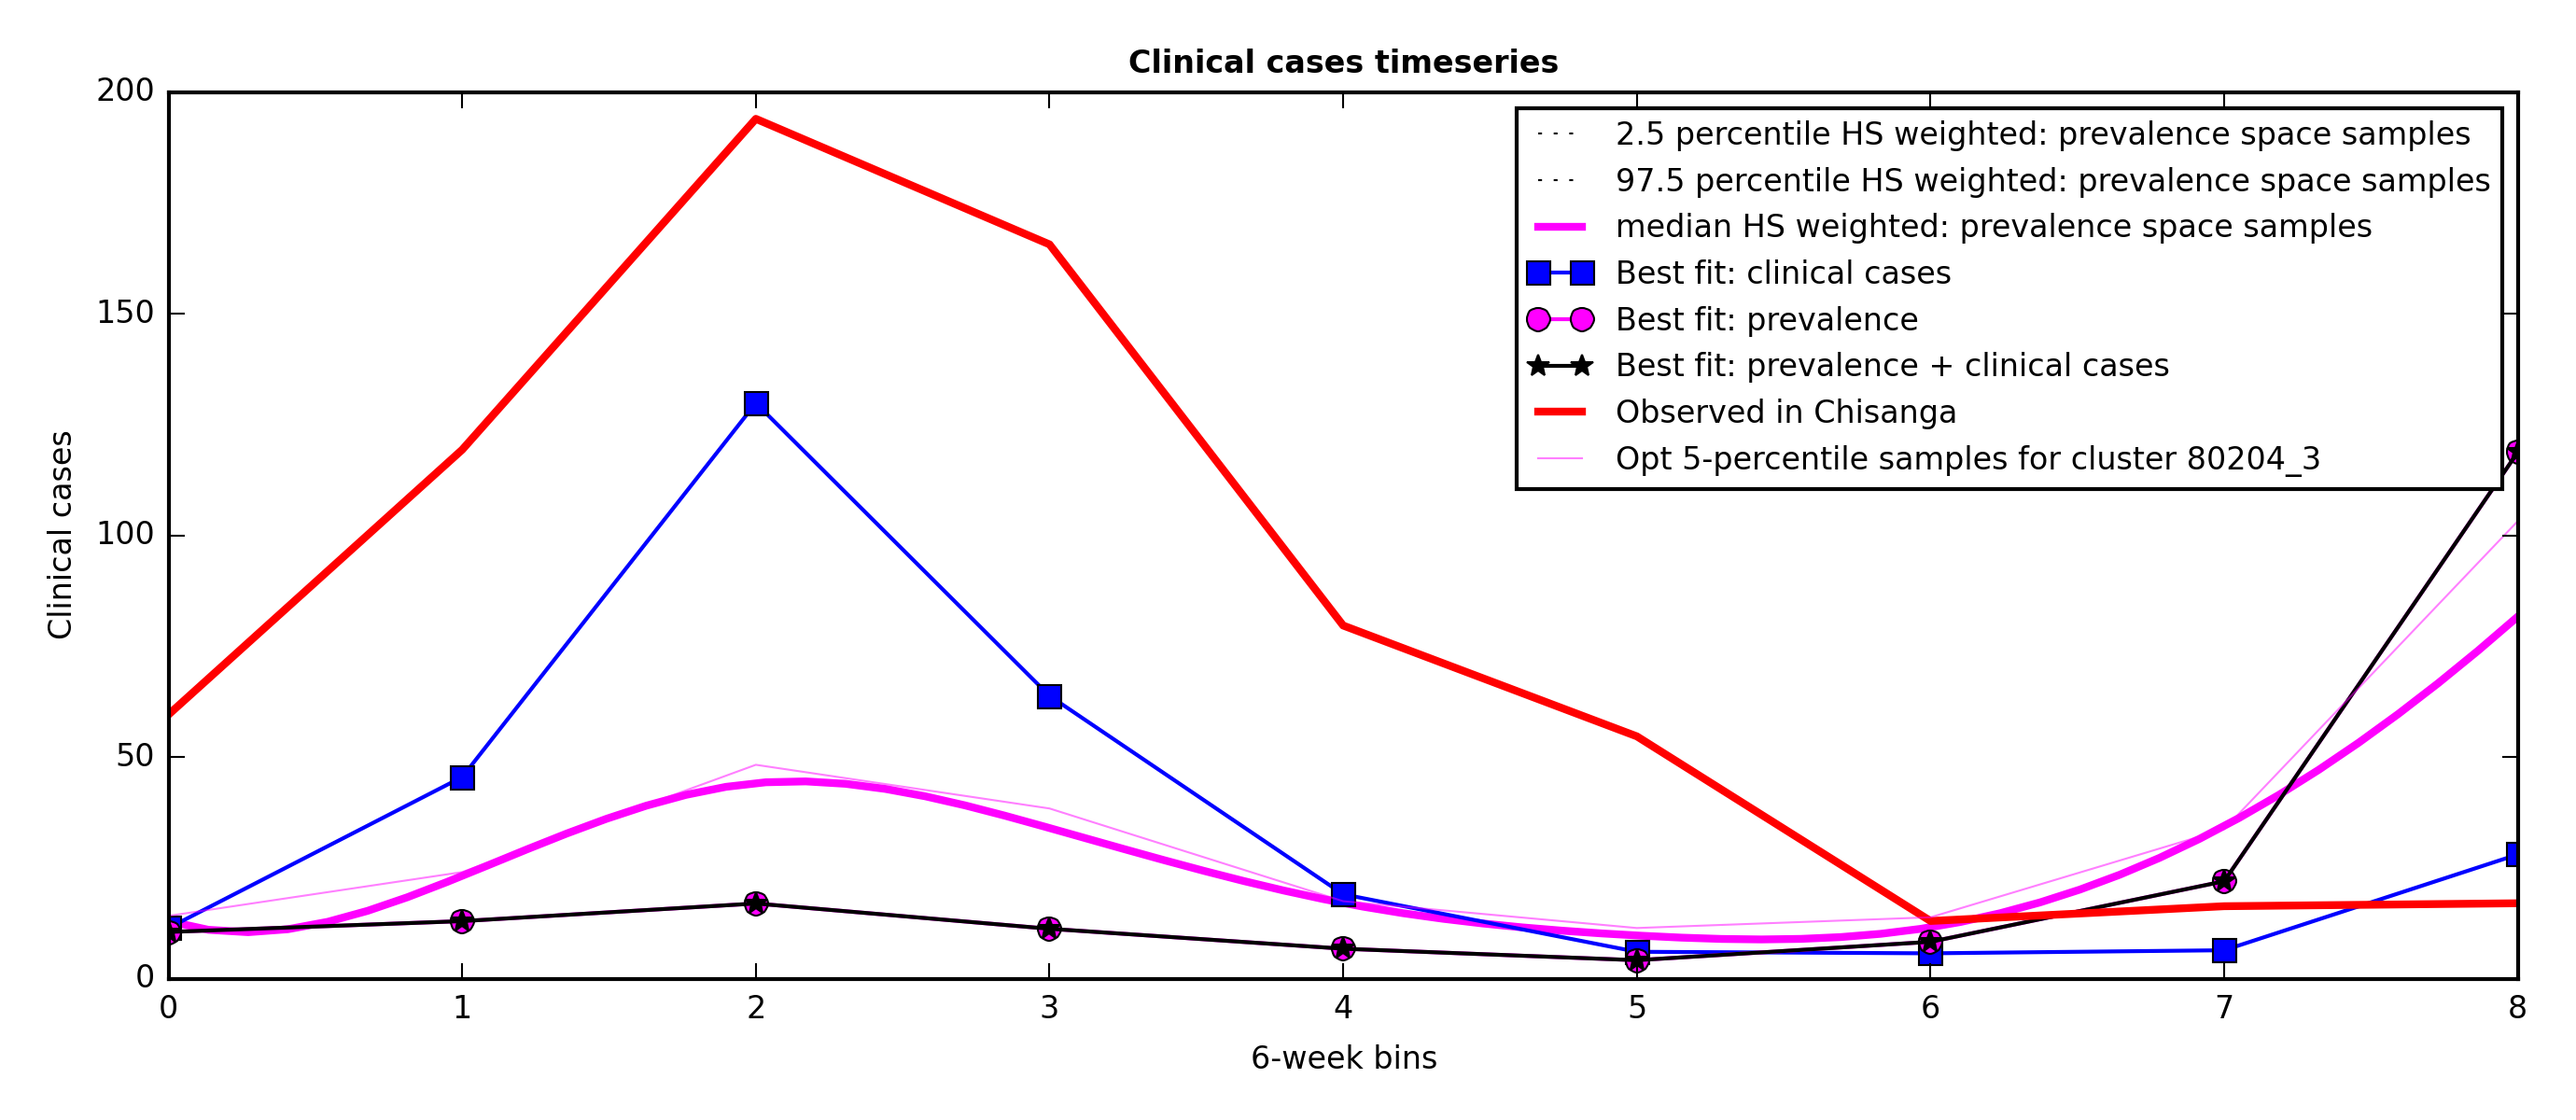 Clinical cases timeseries
200
150
100
50
0
Clinical cases
2.5 percentile HS weighted: prevalence space samples
97.5 percentile HS weighted: prevalence space samples
median HS weighted: prevalence space samples
Best fit: clinical cases
Best fit: prevalence
Best fit: prevalence + clinical cases
Observed in Chisanga
Opt 5-percentile samples for cluster 80204_3
0 1 2 3 4 5 6 7 8
6-week bins